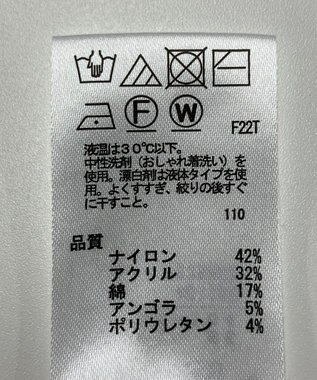 F W F22T
液温は30℃以下。
中性洗剤（おしゃれ着洗い）を
使用。漂白剤は液体タイプを使
用。よくすすぎ、絞りの後すぐ
に干すこと。
110
品質
ナイロン 42%
アクリル 32%
綿 17%
アンゴラ 5%
ポリウレタン 4%